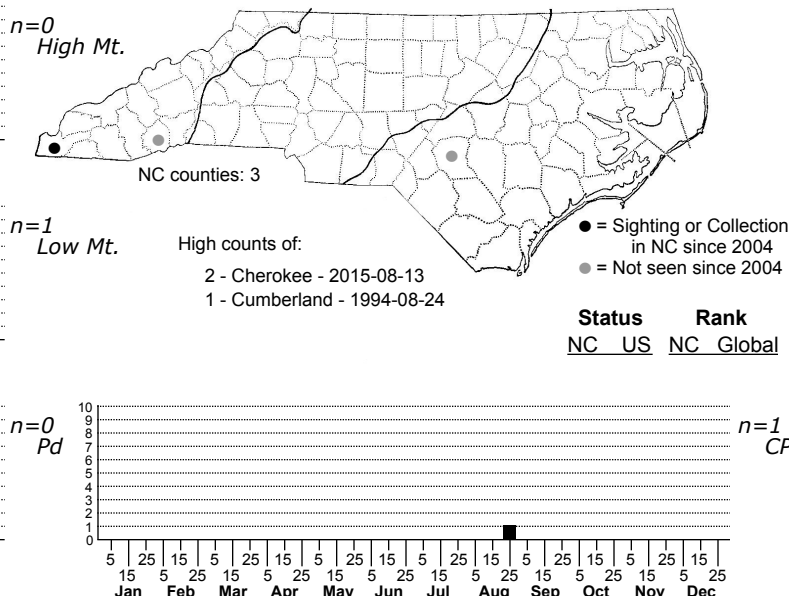 n=0
High Mt.
NC counties: 3
n=1
Low Mt.
High counts of:
2 - Cherokee - 2015-08-13
1 - Cumberland - 1994-08-24
● = Sighting or Collection
in NC since 2004
● = Not seen since 2004
Status Rank
NC US NC Global
n=0
Pd
10
9
8
7
6
5
4
3
2
1
0
n=1
CP
5 25 15 5 25 15 5 25 15 5 25 15 5 25 15 5 25 15
15 5 25 15 5 25 15 5 25 15 5 25 15 5 25 15 5 25
Jan Feb Mar Apr May Jun Jul Aug Sep Oct Nov Dec